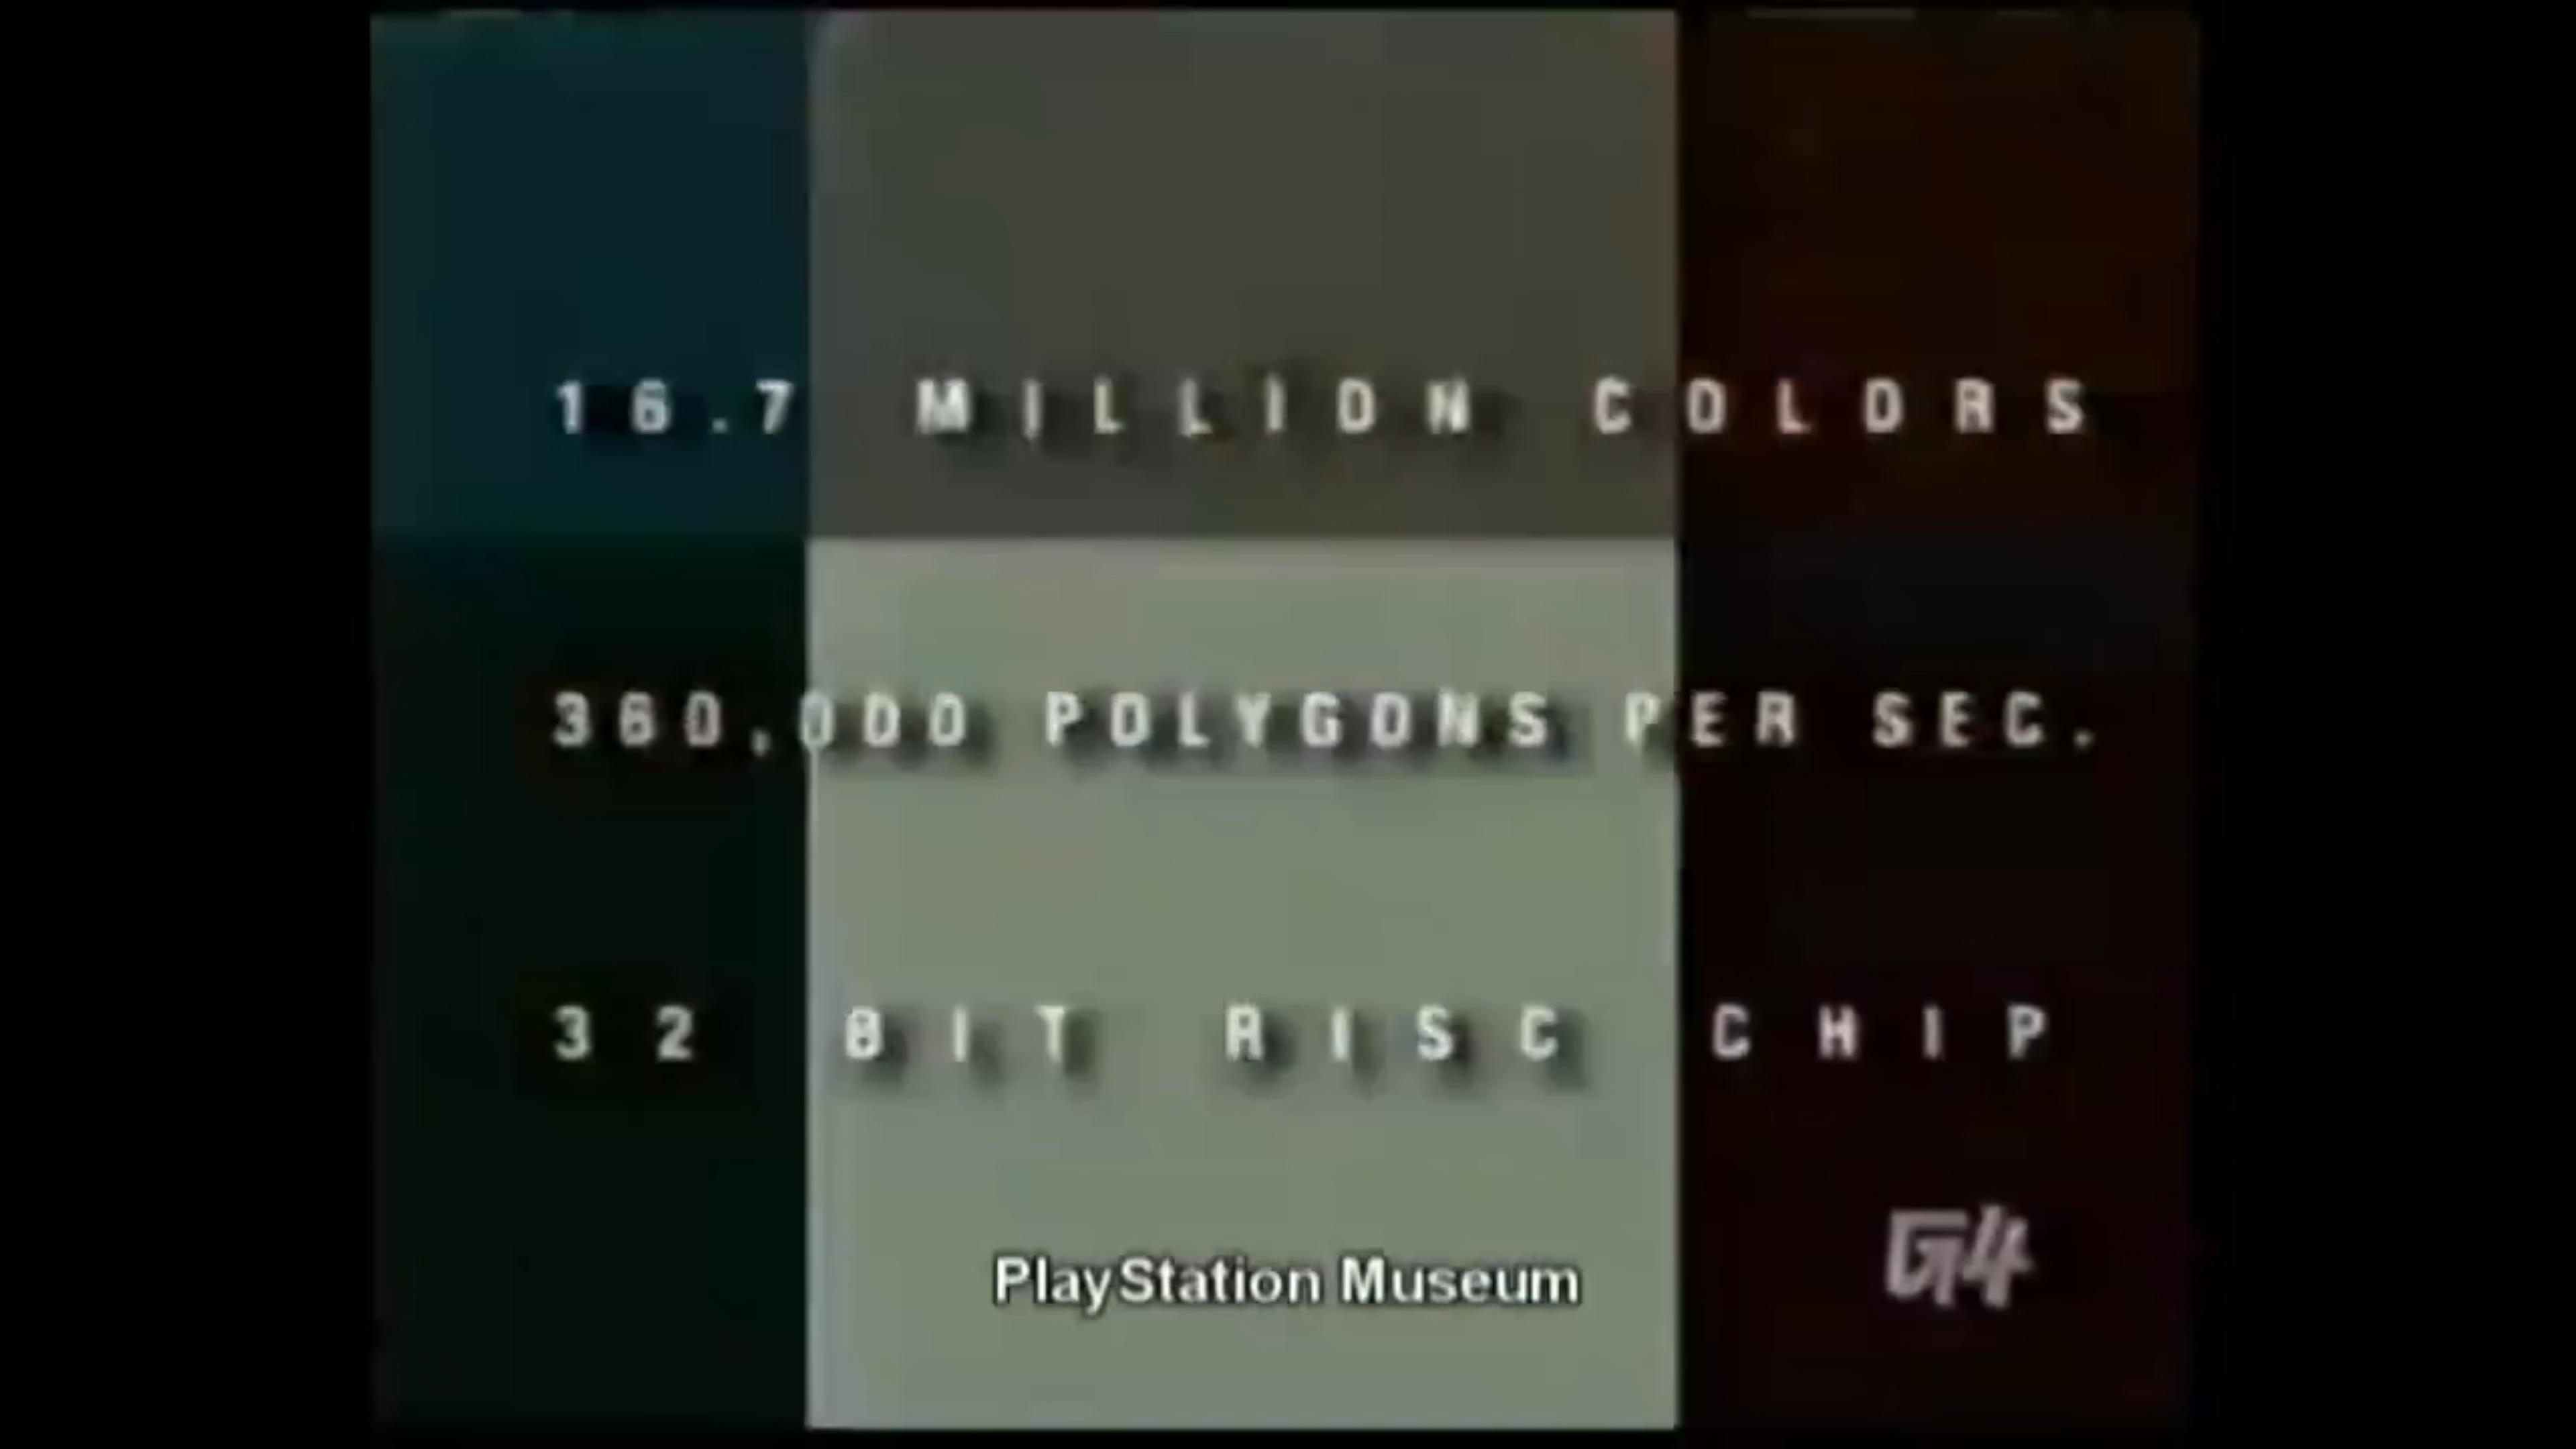 16.7 MILLION COLORS
360,000 POLYGONS PER SEC.
32 BIT RISC CHIP
PlayStation Museum
G4